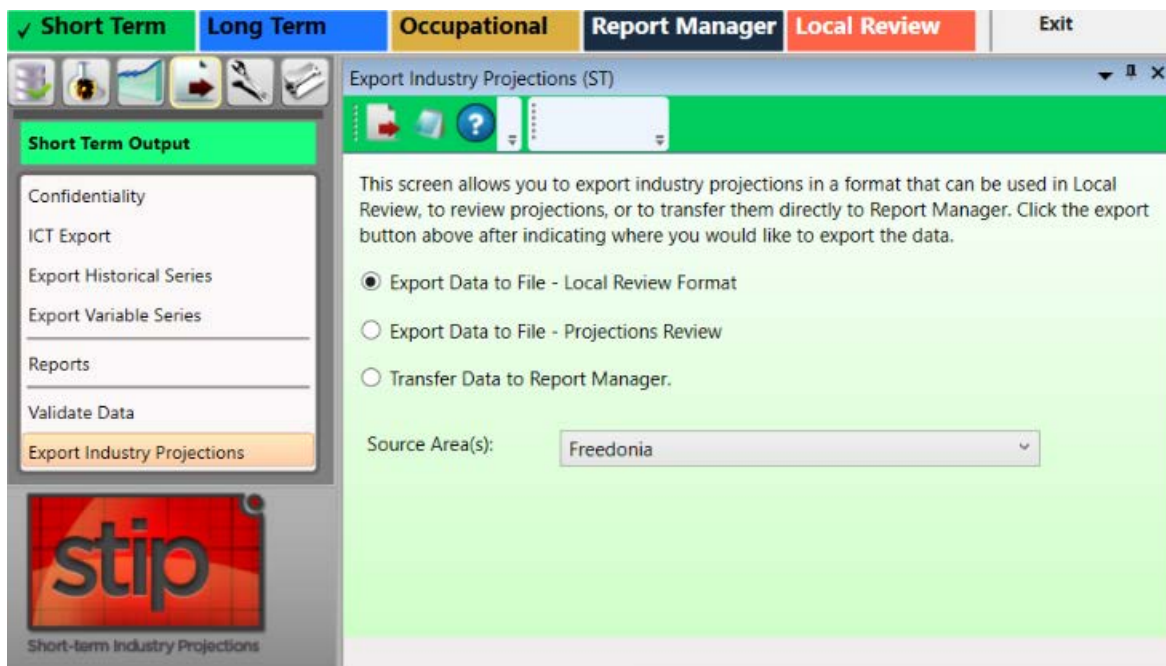 ✓ Short Term
Long Term
Occupational
Report Manager
Local Review
Exit
Short Term Output
Confidentiality
ICT Export
Export Historical Series
Export Variable Series
Reports
Validate Data
Export Industry Projections
stip
Short-term Industry Projections
Export Industry Projections (ST)
?
This screen allows you to export industry projections in a format that can be used in Local
Review, to review projections, or to transfer them directly to Report Manager. Click the export
button above after indicating where you would like to export the data.
Export Data to File - Local Review Format
Export Data to File - Projections Review
Transfer Data to Report Manager.
Source Area(s):
Freedonia